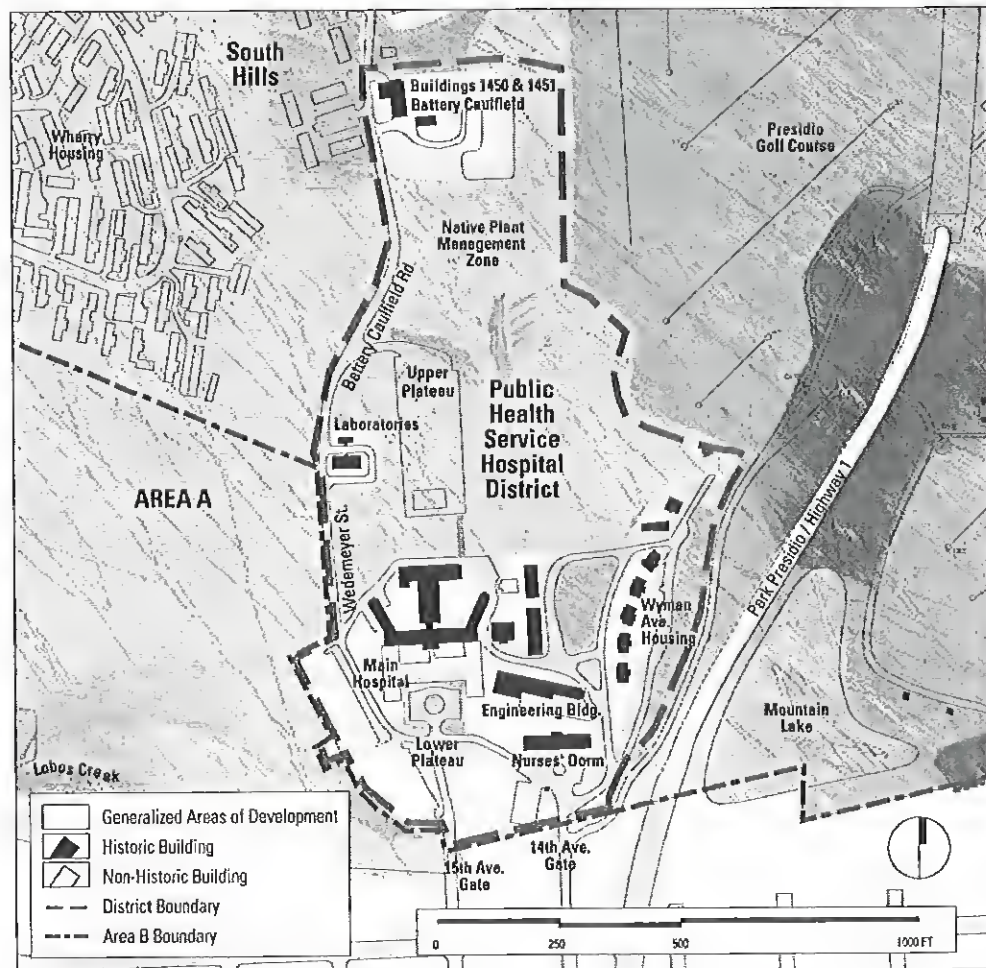 South
Hills
Buildings 1450 & 1451
Battery Caulfield
Wherry
Housing
Presidio
Golf Course
Native Plant
Management
Zone
Battery Caulfield Rd
Upper
Plateau
Public
Health
Service
Hospital
District
Laboratories
AREA A
Park Presidio / Highway 1
Wedemeyer St.
Wyman
Ave.
Housing
Main
Hospital
Engineering Bldg.
Mountain
Lake
Lower
Plateau
Nurses' Dorm
Lobos Creek
14th Ave.
Gate
15th Ave.
Gate
Generalized Areas of Development
Historic Building
Non-Historic Building
District Boundary
Area B Boundary
0 250 500 1000 FT